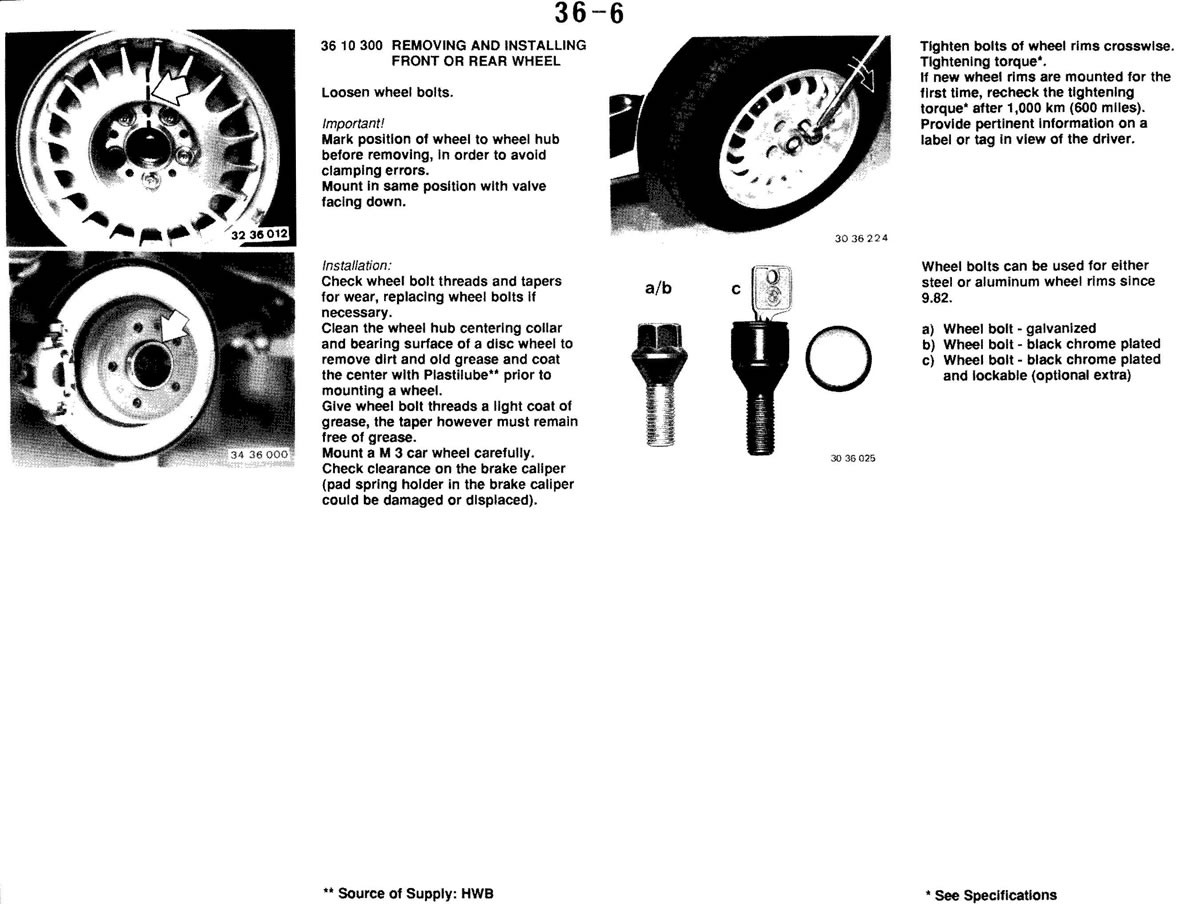 36-6
36 10 300 REMOVING AND INSTALLING
FRONT OR REAR WHEEL
Loosen wheel bolts.
Important!
Mark position of wheel to wheel hub
before removing, in order to avoid
clamping errors.
Mount in same position with valve
facing down.
32 36 012
Installation:
Check wheel bolt threads and tapers
for wear, replacing wheel bolts if
necessary.
Clean the wheel hub centering collar
and bearing surface of a disc wheel to
remove dirt and old grease and coat
the center with Plastilube** prior to
mounting a wheel.
Give wheel bolt threads a light coat of
grease, the taper however must remain
free of grease.
Mount a M 3 car wheel carefully.
Check clearance on the brake caliper
(pad spring holder in the brake caliper
could be damaged or displaced).
34 36 000
Tighten bolts of wheel rims crosswise.
Tightening torque*.
If new wheel rims are mounted for the
first time, recheck the tightening
torque* after 1,000 km (600 miles).
Provide pertinent information on a
label or tag in view of the driver.
30 36 224
a/b
c
30 36 025
Wheel bolts can be used for either
steel or aluminum wheel rims since
9.82.
a) Wheel bolt - galvanized
b) Wheel bolt - black chrome plated
c) Wheel bolt - black chrome plated
and lockable (optional extra)
** Source of Supply: HWB
* See Specifications